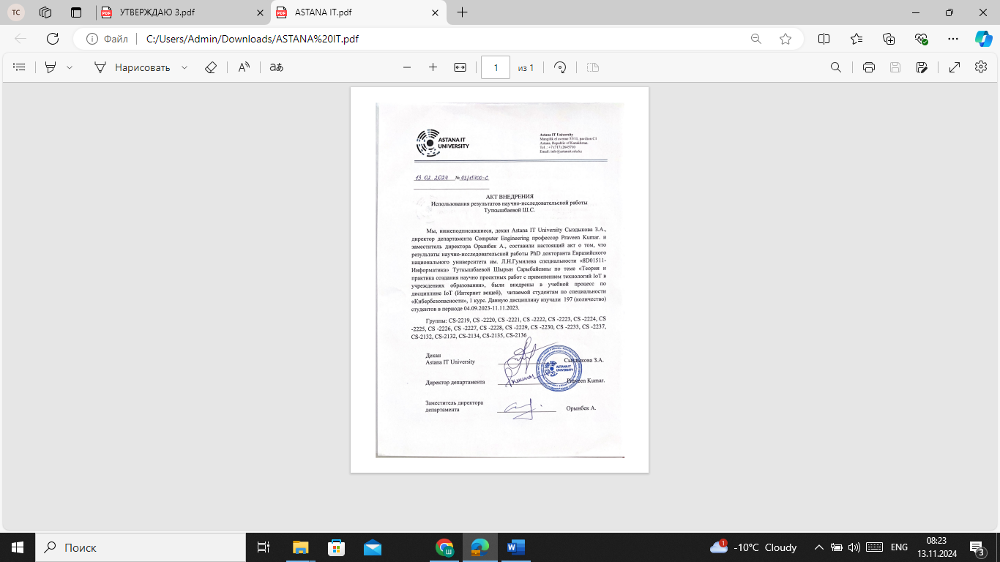 TC
УТВЕРЖДАЮ 3.pdf
ASTANA IT.pdf
Файл
C:/Users/Admin/Downloads/ASTANA%20IT.pdf
Нарисовать
aあ
1
из 1
ASTANA IT
UNIVERSITY
Astana IT University
Mangilik el avenue 55/11, pavilion C1
Astana, Republic of Kazakhstan.
Tel .: +7 (717) 2645710
Email: info@astanait.edu.kz
13 02 2024 № 03/15700-С
АКТ ВНЕДРЕНИЯ
Использования результатов научно-исследовательской работы
Туткышбаевой Ш.С.
Мы, нижеподписавшиеся, декан Astana IT University Сыздыкова З.А.,
директор департамента Computer Engineering профессор Praveen Kumar. и
заместитель директора Орынбек А., составили настоящий акт о том, что
результаты научно-исследовательской работы PhD докторанта Евразийского
национального университета им. Л.Н.Гумилева специальности «8D01511-
Информатика» Туткышбаевой Шырын Сарыбайевны по теме «Теория и
практика создания научно проектных работ с применением технологий IoT в
учреждениях образования», были внедрены в учебной процесс по
дисциплине IoT (Интернет вещей), читаемой студентам по специальности
«Кибербезопасности», 1 курс. Данную дисциплину изучали 197 (количество)
студентов в периоде 04.09.2023-11.11.2023.
Группы: CS-2219, CS -2220, CS -2221, CS -2222, CS -2223, CS -2224, CS
-2225, CS -2226, CS -2227, CS -2228, CS -2229, CS -2230, CS -2233, CS -2237,
CS-2132, CS-2132, CS-2134, CS-2135, CS-2136
Декан
Astana IT University
Сыздыкова З.А.
ASTANA IT
UNIVERSITY
Директор департамента
Praveen Kumar.
Заместитель директора
департамента
Орынбек А.
Поиск
1
-10°C Cloudy
ENG
08:23
13.11.2024
3